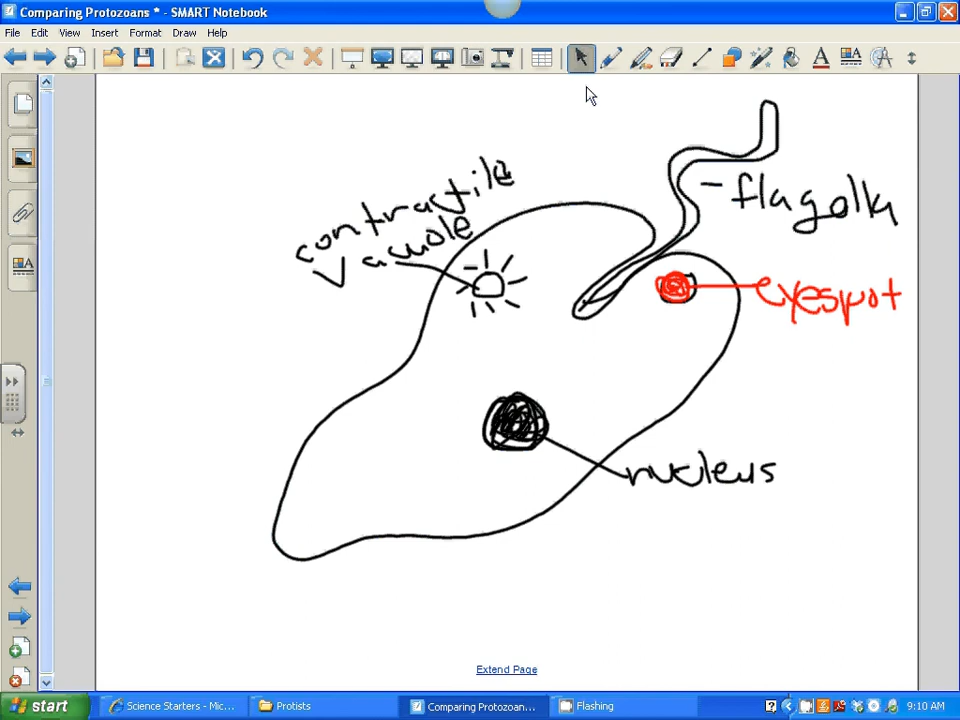 Comparing Protozoans * - SMART Notebook
File Edit View Insert Format Draw Help
contractile
vacuole
flagella
eyespot
nucleus
Extend Page
start
Science Starters - Mic...
Protists
Comparing Protozoan...
Flashing
9:10 AM